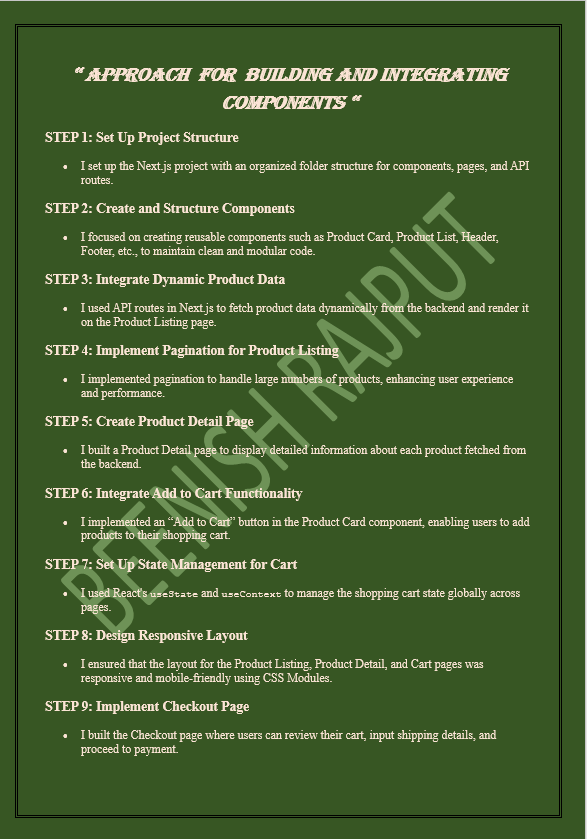 “ APPROACH FOR BUILDING AND INTEGRATING
COMPONENTS “
STEP 1: Set Up Project Structure
• I set up the Next.js project with an organized folder structure for components, pages, and API
routes.
STEP 2: Create and Structure Components
• I focused on creating reusable components such as Product Card, Product List, Header,
Footer, etc., to maintain clean and modular code.
STEP 3: Integrate Dynamic Product Data
• I used API routes in Next.js to fetch product data dynamically from the backend and render it
on the Product Listing page.
STEP 4: Implement Pagination for Product Listing
• I implemented pagination to handle large numbers of products, enhancing user experience
and performance.
STEP 5: Create Product Detail Page
• I built a Product Detail page to display detailed information about each product fetched from
the backend.
STEP 6: Integrate Add to Cart Functionality
• I implemented an “Add to Cart” button in the Product Card component, enabling users to add
products to their shopping cart.
STEP 7: Set Up State Management for Cart
• I used React's useState and useContext to manage the shopping cart state globally across
pages.
STEP 8: Design Responsive Layout
• I ensured that the layout for the Product Listing, Product Detail, and Cart pages was
responsive and mobile-friendly using CSS Modules.
STEP 9: Implement Checkout Page
• I built the Checkout page where users can review their cart, input shipping details, and
proceed to payment.
BEENISH RAJPUT